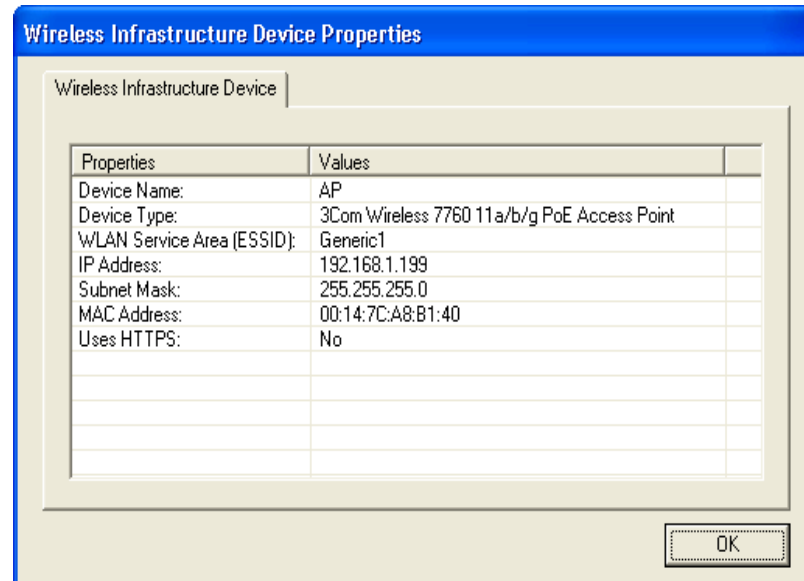 Wireless Infrastructure Device Properties
Wireless Infrastructure Device
Properties Values
Device Name: AP
Device Type: 3Com Wireless 7760 11a/b/g PoE Access Point
WLAN Service Area (ESSID): Generic1
IP Address: 192.168.1.199
Subnet Mask: 255.255.255.0
MAC Address: 00:14:7C:A8:B1:40
Uses HTTPS: No
OK